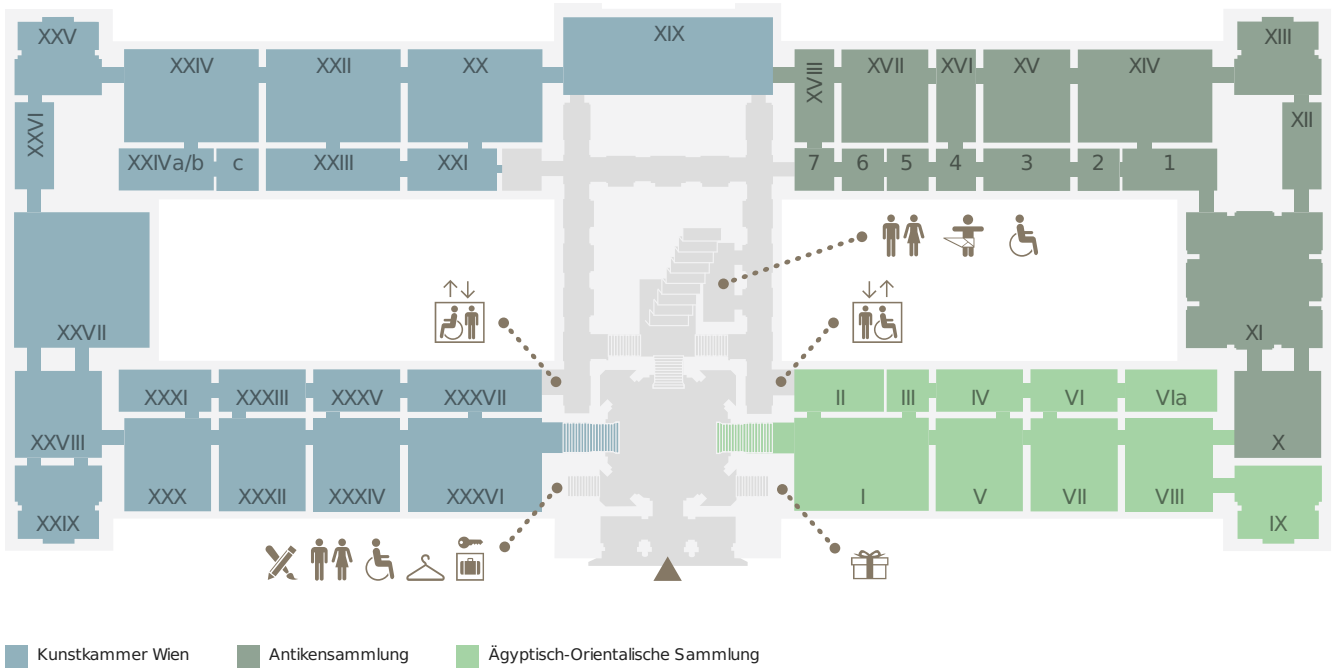 XXV
XXIV
XXII
XX
XIX
XVIII
XVII
XVI
XV
XIV
XIII
XXVI
XII
XXIVa/b
c
XXIII
XXI
7
6
5
4
3
2
1
XXVII
XI
XXXI
XXXIII
XXXV
XXXVII
II
III
IV
VI
VIa
XXVIII
X
XXX
XXXII
XXXIV
XXXVI
I
V
VII
VIII
XXIX
IX
Kunstkammer Wien
Antikensammlung
Ägyptisch-Orientalische Sammlung